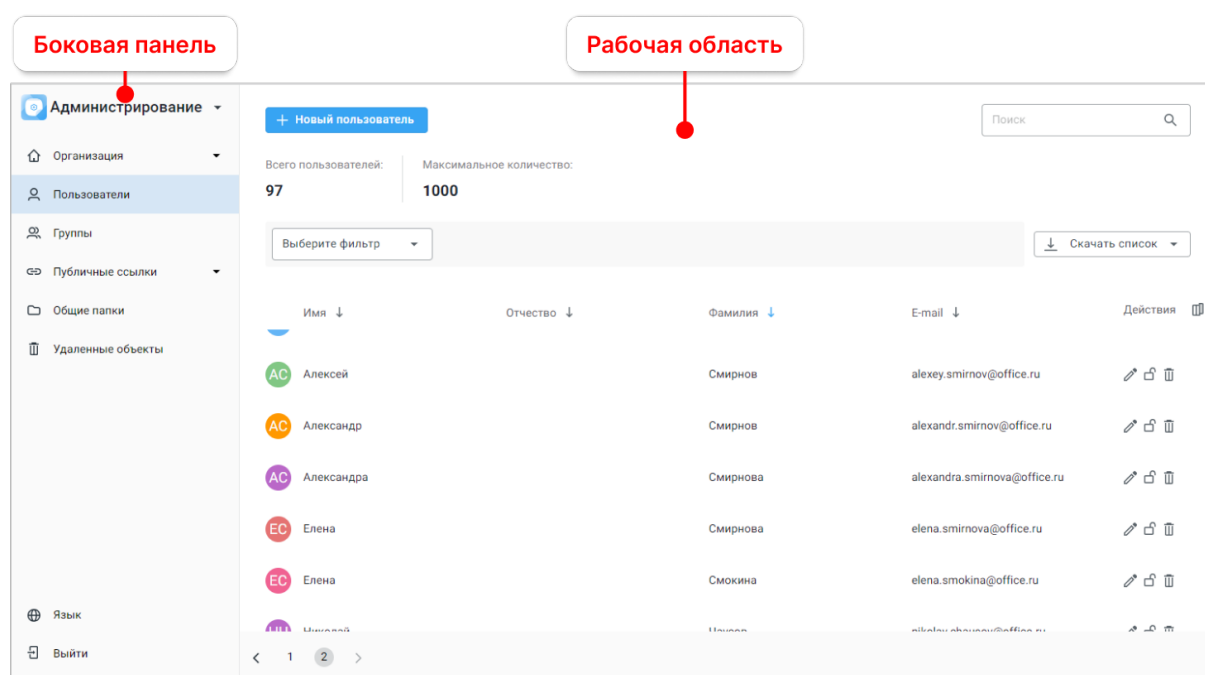 Боковая панель
Рабочая область
Администрирование
+ Новый пользователь
Поиск
Организация
Всего пользователей:
Максимальное количество:
Пользователи
97
1000
Группы
Выберите фильтр
Скачать список
Публичные ссылки
Общие папки
Имя ↓ Отчество ↓ Фамилия ↓ E-mail ↓ Действия
Удаленные объекты
АС Алексей Смирнов alexey.smirnov@office.ru
АС Александр Смирнов alexandr.smirnov@office.ru
АС Александра Смирнова alexandra.smirnova@office.ru
ЕС Елена Смирнова elena.smirnova@office.ru
ЕС Елена Смокина elena.smokina@office.ru
Язык
Николай
Выйти
< 1 2 >